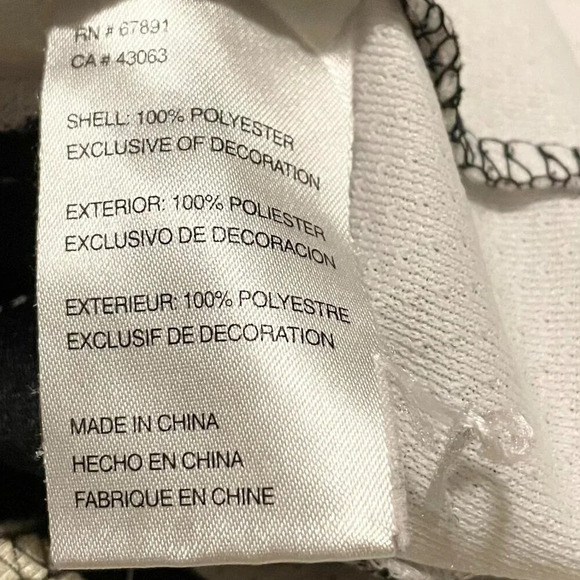 RN # 67891
CA # 43063
SHELL: 100% POLYESTER
EXCLUSIVE OF DECORATION
EXTERIOR: 100% POLIESTER
EXCLUSIVO DE DECORACION
EXTERIEUR: 100% POLYESTRE
EXCLUSIF DE DECORATION
MADE IN CHINA
HECHO EN CHINA
FABRIQUE EN CHINE